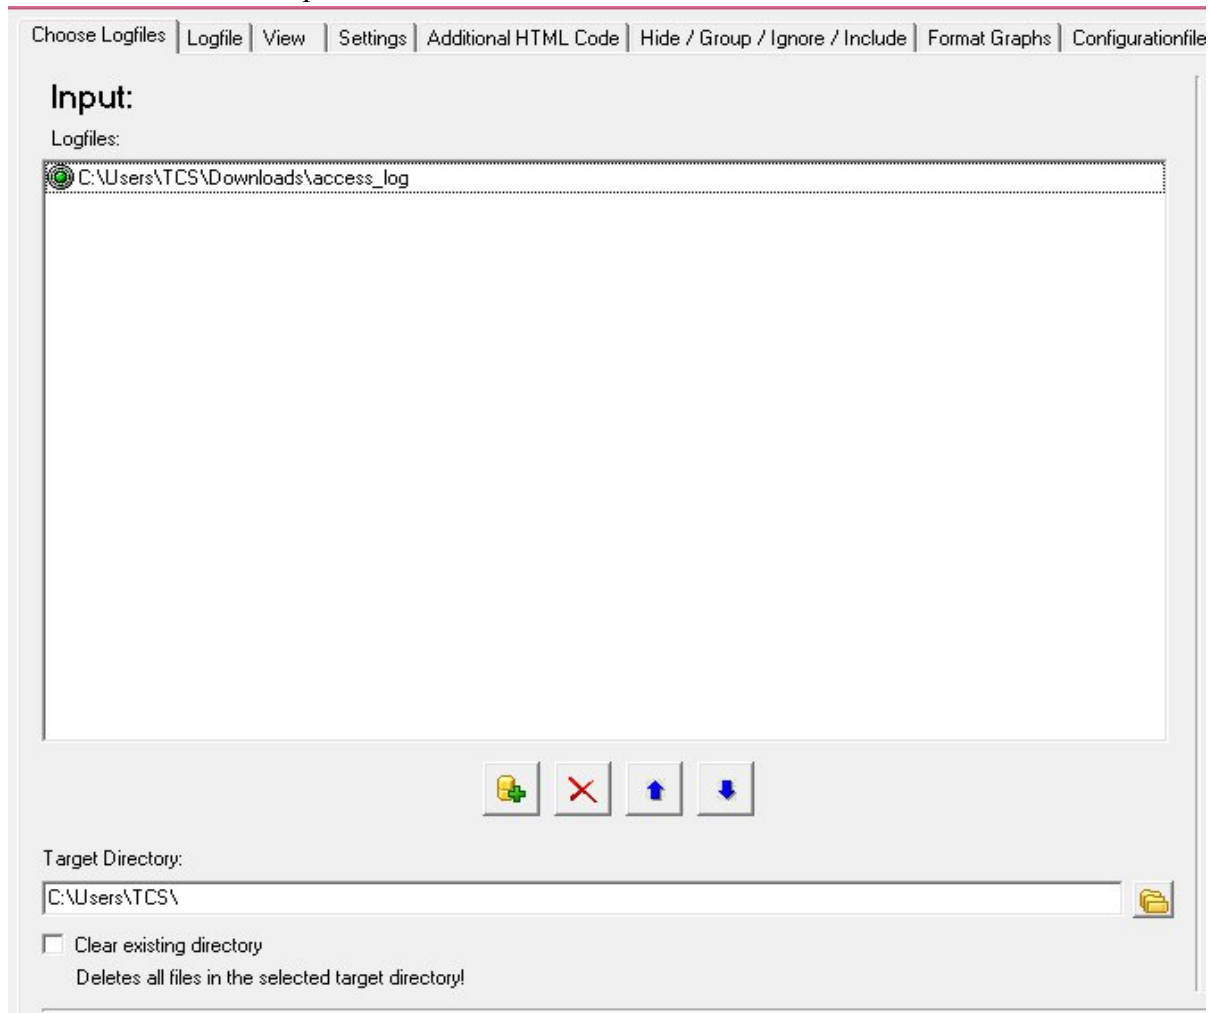 Choose Logfiles Logfile View Settings Additional HTML Code Hide / Group / Ignore / Include Format Graphs Configurationfile
Input:
Logfiles:
C:\Users\TCS\Downloads\access_log
Target Directory:
C:\Users\TCS\
Clear existing directory
Deletes all files in the selected target directory!